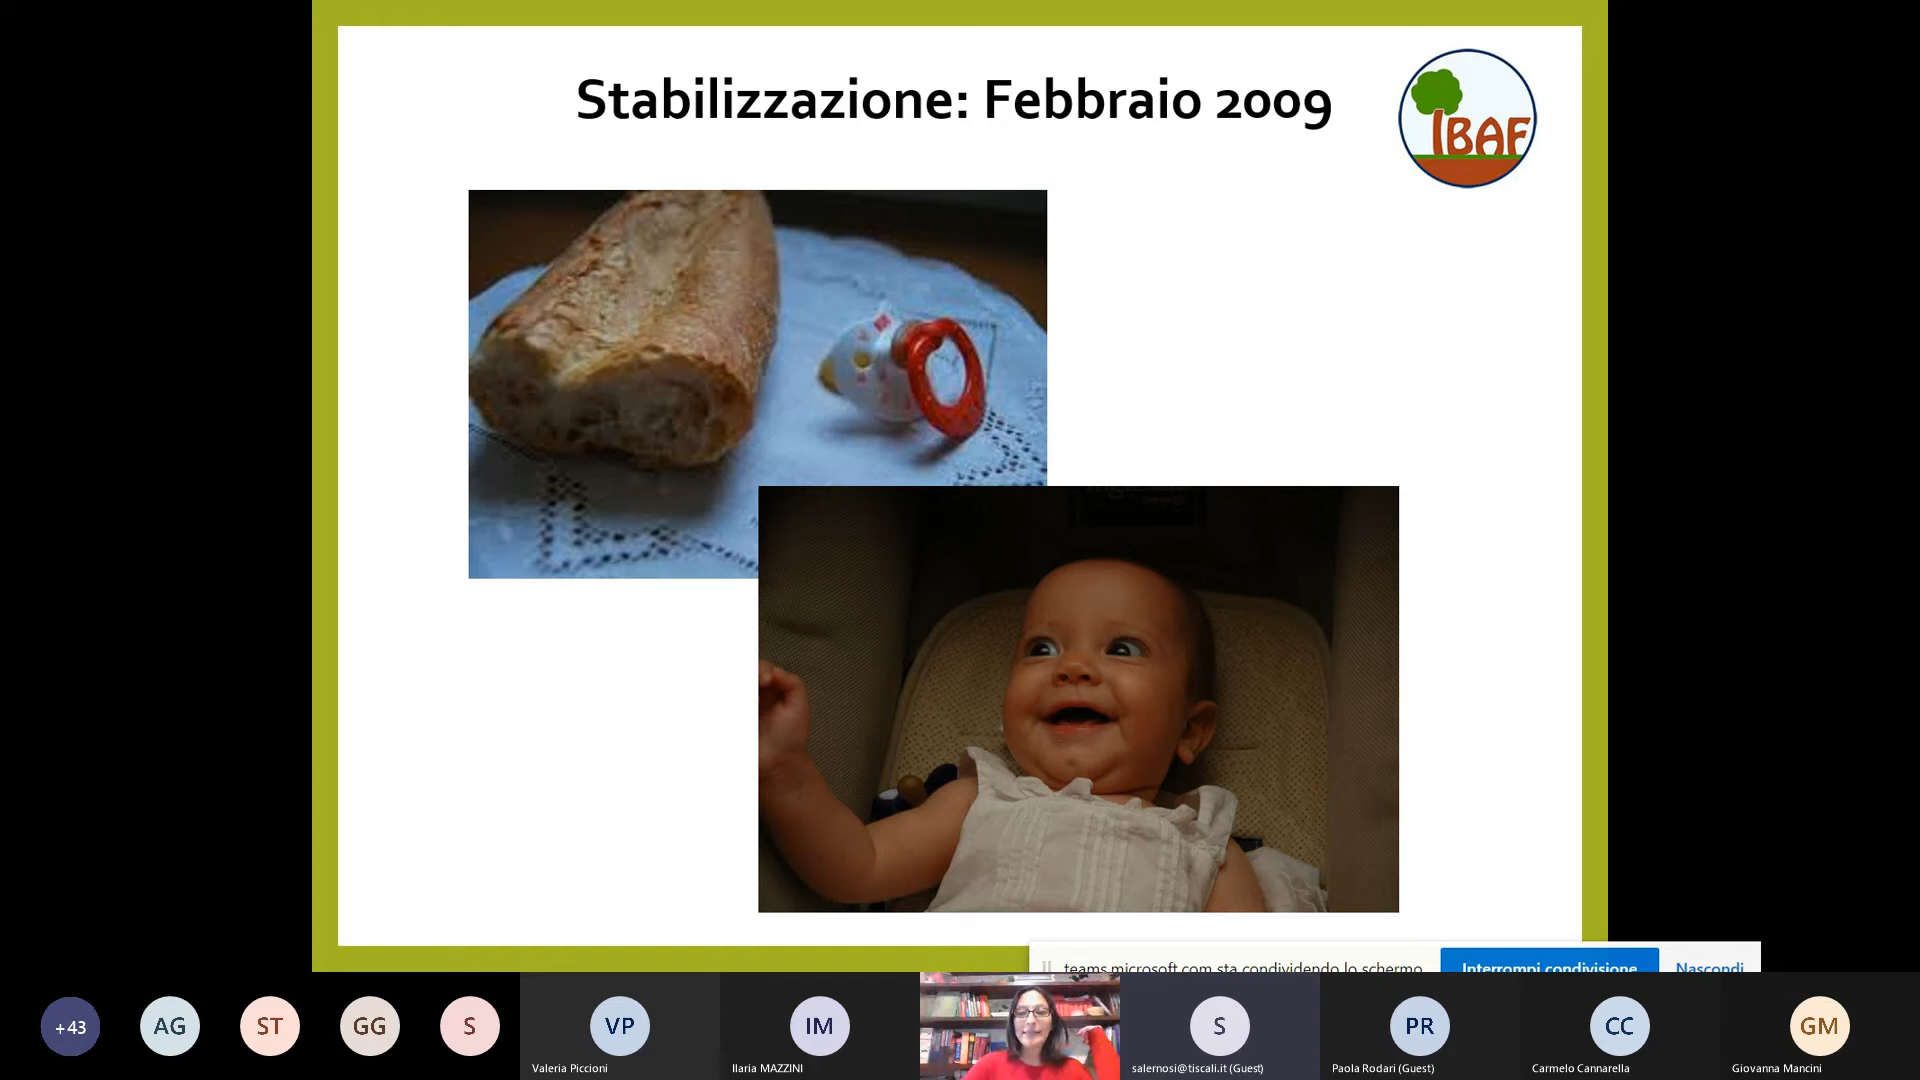 Stabilizzazione: Febbraio 2009
IBAF
teams.microsoft.com sta condividendo lo schermo.
Interrompi condivisione
Nascondi
+43
AG
ST
GG
S
VP
IM
S
PR
CC
GM
Valeria Piccioni
Ilaria MAZZINI
salernosi@tiscali.it (Guest)
Paola Rodari (Guest)
Carmelo Cannarella
Giovanna Mancini